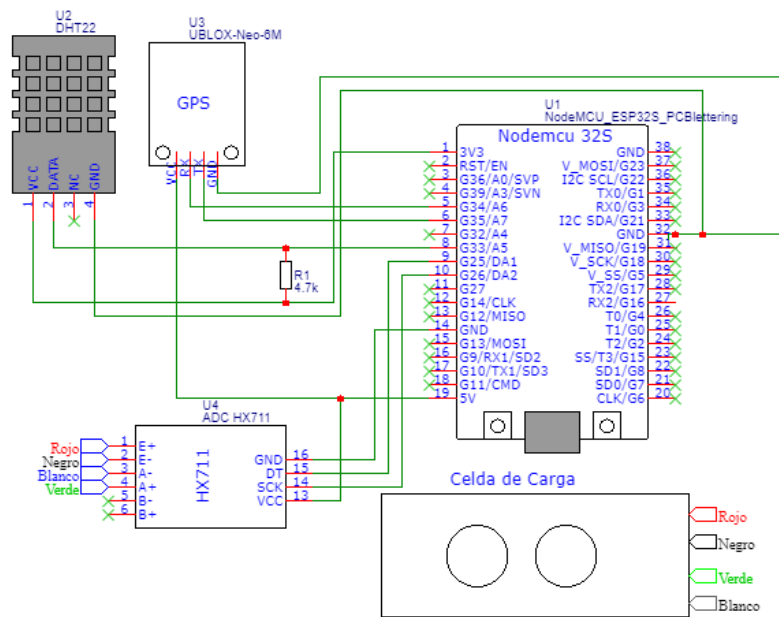 U2
DHT22
U3
UBLOX-Neo-6M
GPS
VCC
RX
TX
GND
VCC
DATA
NC
GND
1
2
3
4
U1
NodeMCU_ESP32S_PCBlettering
Nodemcu 32S
1 3V3
2 RST/EN
3 G36/A0/SVP
4 G19/A3/SVN
5 G34/A6
6 G35/A7
7 G32/A4
8 G33/A5
9 G25/DA1
10 G26/DA2
11 G27
12 G14/CLK
13 G12/MISO
14 GND
15 G13/MOSI
16 G9/RX1/SD2
17 G10/TX1/SD3
18 G11/CMD
19 5V
GND 38
V_MOSI/G23 37
I2C SCL/G22 36
TX0/G1 35
RX0/G3 34
I2C SDA/G21 33
GND 32
V_MISO/G19 31
V_SCK/G18 30
V_SS/G5 29
TX2/G17 28
RX2/G16 27
T0/G4 26
T1/G0 25
T2/G2 24
SS/T3/G15 23
SD1/G8 22
SD0/G7 21
CLK/G6 20
R1
4.7k
U4
ADC HX711
HX711
Rojo 1 E+
Negro 2 E-
Blanco 3 A-
Verde 4 A+
5 B-
6 B+
GND 16
DT 15
SCK 14
VCC 13
Celda de Carga
Rojo
Negro
Verde
Blanco